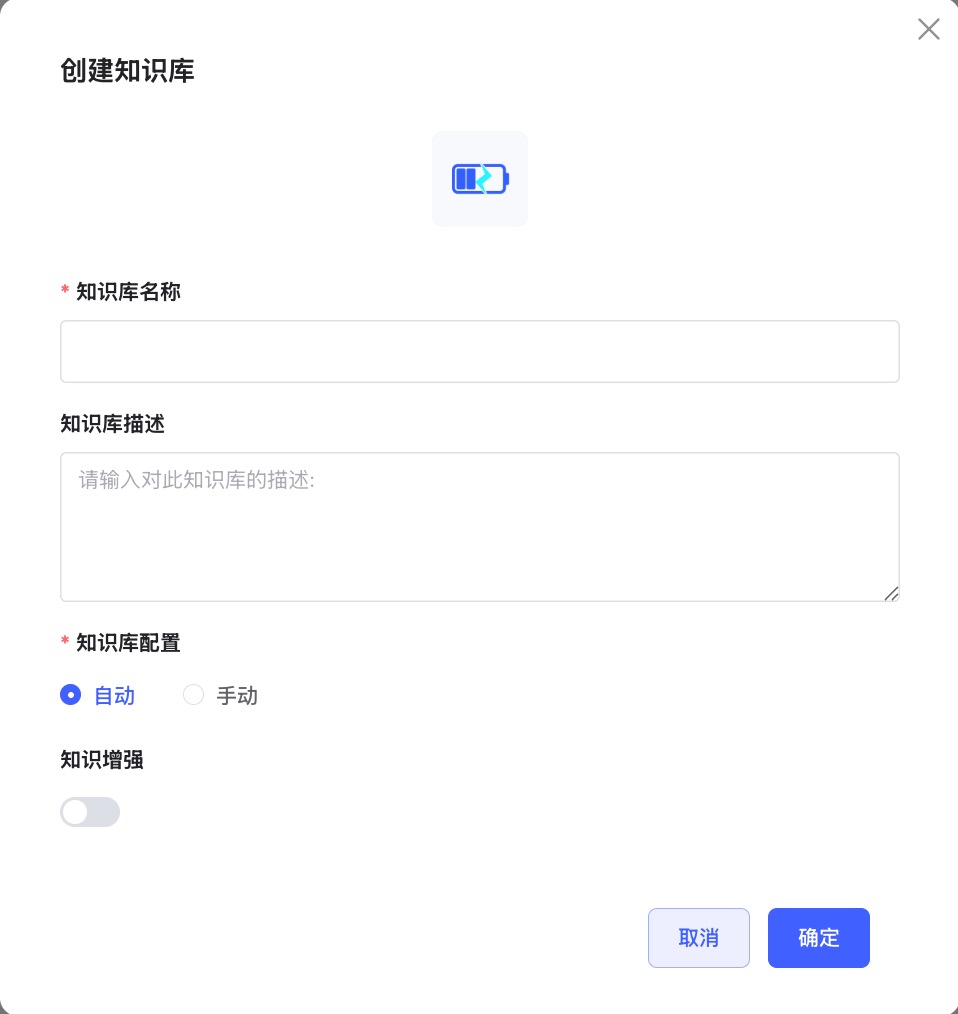 创建知识库
* 知识库名称
知识库描述
请输入对此知识库的描述:
* 知识库配置
自动 手动
知识增强
取消 确定